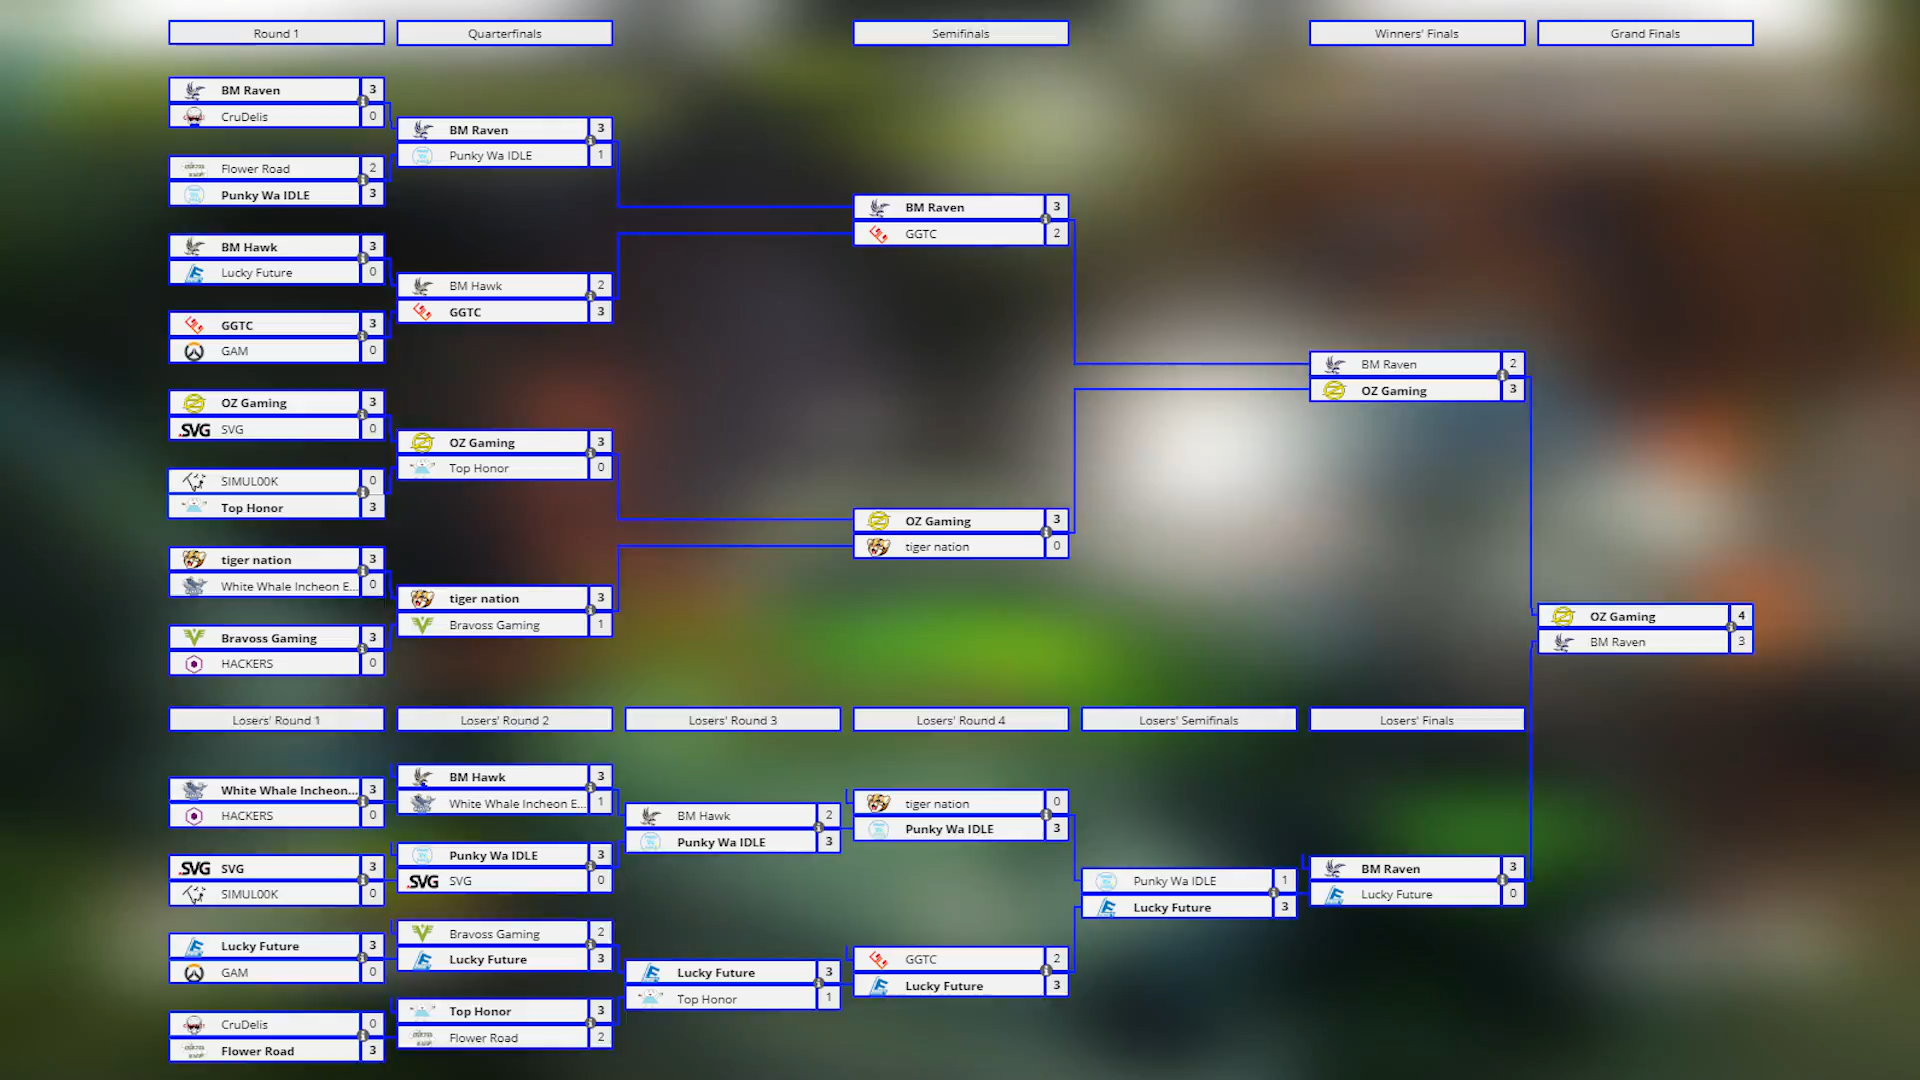 Round 1
Quarterfinals
Semifinals
Winners' Finals
Grand Finals
BM Raven 3
CruDelis 0
Flower Road 2
Punky Wa IDLE 3
BM Hawk 3
Lucky Future 0
GGTC 3
GAM 0
OZ Gaming 3
SVG SVG 0
SIMUL00K 0
Top Honor 3
tiger nation 3
White Whale Incheon E... 0
Bravoss Gaming 3
HACKERS 0
BM Raven 3
Punky Wa IDLE 1
BM Hawk 2
GGTC 3
OZ Gaming 3
Top Honor 0
tiger nation 3
Bravoss Gaming 1
BM Raven 3
GGTC 2
OZ Gaming 3
tiger nation 0
BM Raven 2
OZ Gaming 3
OZ Gaming 4
BM Raven 3
Losers' Round 1
Losers' Round 2
Losers' Round 3
Losers' Round 4
Losers' Semifinals
Losers' Finals
White Whale Incheon... 3
HACKERS 0
SVG SVG 3
SIMUL00K 0
Lucky Future 3
GAM 0
CruDelis 0
Flower Road 3
BM Hawk 3
White Whale Incheon E... 1
Punky Wa IDLE 3
SVG SVG 0
Bravoss Gaming 2
Lucky Future 3
Top Honor 3
Flower Road 2
BM Hawk 2
Punky Wa IDLE 3
Lucky Future 3
Top Honor 1
tiger nation 0
Punky Wa IDLE 3
GGTC 2
Lucky Future 3
Punky Wa IDLE 1
Lucky Future 3
BM Raven 3
Lucky Future 0